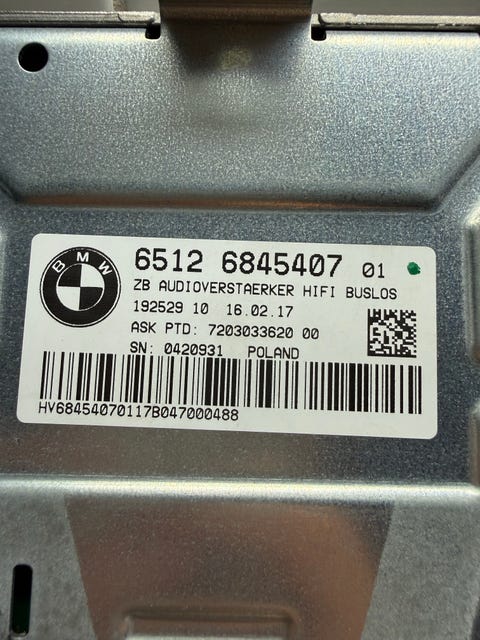 BMW
6512 6845407 01
ZB AUDIOVERSTAERKER HIFI BUSLOS
192529 10 16.02.17
ASK PTD: 7203033620 00
SN: 0420931 POLAND
HV68454070117B047000488